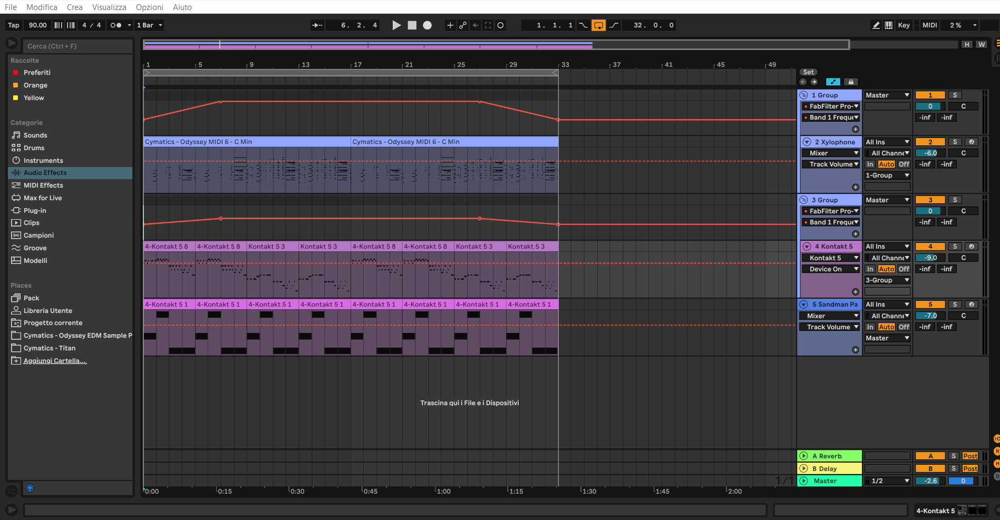 File Modifica Crea Visualizza Opzioni Aiuto
Tap 90.00 4 / 4 1 Bar 6. 2. 4 1. 1. 1 32. 0. 0 Key MIDI 2 %
Cerca (Ctrl + F)
H W
Raccolte
Preferiti
Orange
Yellow
Categorie
Sounds
Drums
Instruments
Audio Effects
MIDI Effects
Max for Live
Plug-in
Clips
Campioni
Groove
Modelli
Places
Pack
Libreria Utente
Progetto corrente
Cymatics - Odyssey EDM Sample P
Cymatics - Titan
Aggiungi Cartella...
1 5 9 13 17 21 25 29 33 37 41 45 49
Set
1 Group Master 1 S
FabFilter Pro- 0 C
Band 1 Freque -inf -inf
Cymatics - Odyssey MIDI 6 - C Min Cymatics - Odyssey MIDI 6 - C Min
2 Xylophone All Ins 2 S
Mixer All Channe -6.0 C
Track Volume In Auto Off -inf -inf
1-Group
3 Group Master 3 S
FabFilter Pro- 0 C
Band 1 Freque -inf -inf
4-Kontakt 5 8 4-Kontakt 5 8 Kontakt 5 3 Kontakt 5 3 4-Kontakt 5 8 4-Kontakt 5 8 Kontakt 5 3 Kontakt 5 3
4 Kontakt 5 All Ins 4 S
Kontakt 5 All Channe -9.0 C
Device On In Auto Off -inf -inf
3-Group
4-Kontakt 5 1 4-Kontakt 5 1 4-Kontakt 5 1 4-Kontakt 5 1 4-Kontakt 5 1 4-Kontakt 5 1 4-Kontakt 5 1 4-Kontakt 5 1
5 Sandman Pa All Ins 5 S
Mixer All Channe -7.0 C
Track Volume In Auto Off -inf -inf
Master
Trascina qui i File e i Dispositivi
A Reverb A S Post
B Delay B S Post
1/1 Master 1/2 -2.6 0
0:00 0:15 0:30 0:45 1:00 1:15 1:30 1:45 2:00
4-Kontakt 5